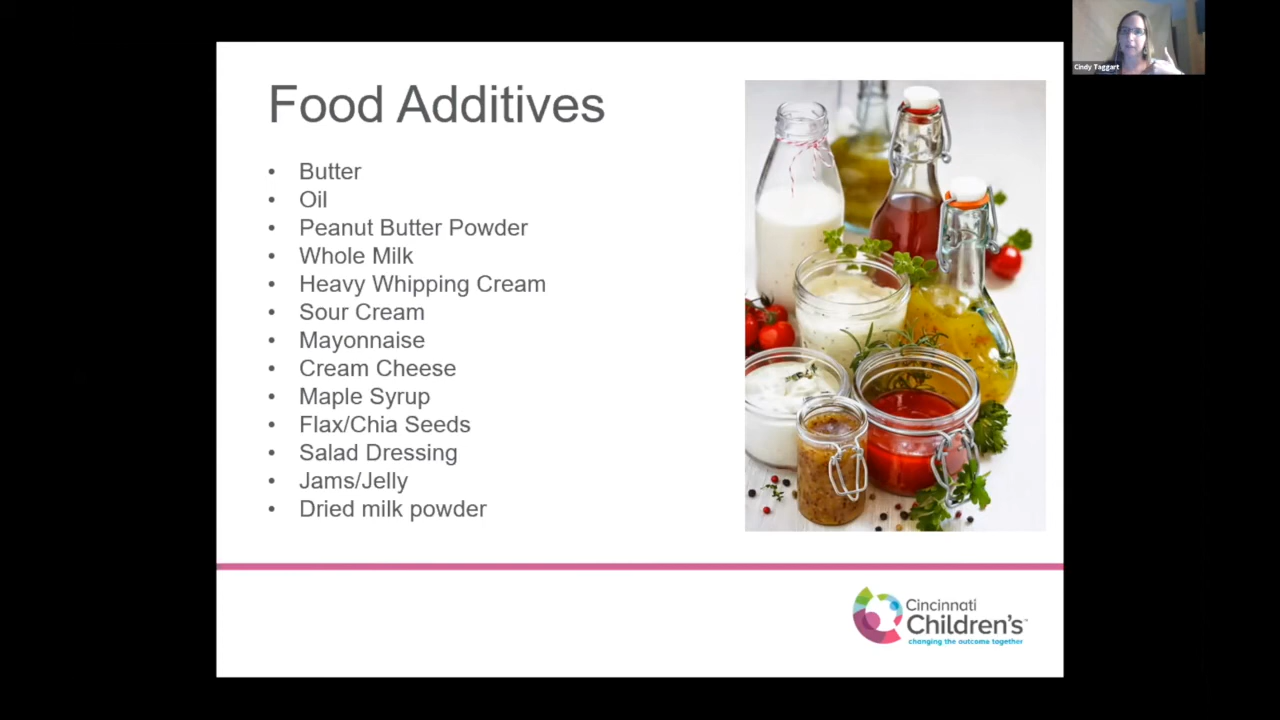 Cindy Taggart
Food Additives
• Butter
• Oil
• Peanut Butter Powder
• Whole Milk
• Heavy Whipping Cream
• Sour Cream
• Mayonnaise
• Cream Cheese
• Maple Syrup
• Flax/Chia Seeds
• Salad Dressing
• Jams/Jelly
• Dried milk powder
Cincinnati
Children's™
changing the outcome together